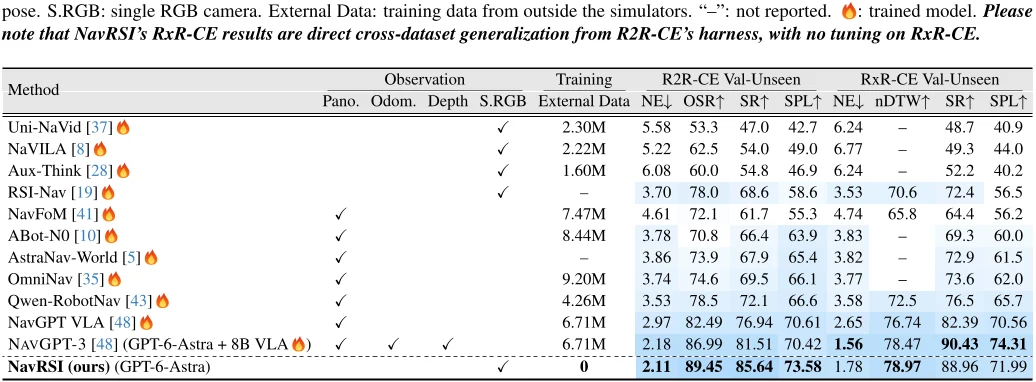 pose. S.RGB: single RGB camera. External Data: training data from outside the simulators. “–”: not reported. 🔥: trained model. Please
note that NavRSI’s RxR-CE results are direct cross-dataset generalization from R2R-CE’s harness, with no tuning on RxR-CE.
Method Observation Training R2R-CE Val-Unseen RxR-CE Val-Unseen
Pano. Odom. Depth S.RGB External Data NE↓ OSR↑ SR↑ SPL↑ NE↓ nDTW↑ SR↑ SPL↑
Uni-NaVid [37]🔥 ✓ 2.30M 5.58 53.3 47.0 42.7 6.24 – 48.7 40.9
NaVILA [8]🔥 ✓ 2.22M 5.22 62.5 54.0 49.0 6.77 – 49.3 44.0
Aux-Think [28]🔥 ✓ 1.60M 6.08 60.0 54.8 46.9 6.24 – 52.2 40.2
RSI-Nav [19]🔥 ✓ – 3.70 78.0 68.6 58.6 3.53 70.6 72.4 56.5
NavFoM [41]🔥 ✓ 7.47M 4.61 72.1 61.7 55.3 4.74 65.8 64.4 56.2
ABot-N0 [10]🔥 ✓ 8.44M 3.78 70.8 66.4 63.9 3.83 – 69.3 60.0
AstraNav-World [5]🔥 ✓ – 3.86 73.9 67.9 65.4 3.82 – 72.9 61.5
OmniNav [35]🔥 ✓ 9.20M 3.74 74.6 69.5 66.1 3.77 – 73.6 62.0
Qwen-RobotNav [43]🔥 ✓ 4.26M 3.53 78.5 72.1 66.6 3.58 72.5 76.5 65.7
NavGPT VLA [48]🔥 ✓ 6.71M 2.97 82.49 76.94 70.61 2.65 76.74 82.39 70.56
NAVGPT-3 [48] (GPT-6-Astra + 8B VLA🔥) ✓ ✓ ✓ 6.71M 2.18 86.99 81.51 70.42 1.56 78.47 90.43 74.31
NavRSI (ours) (GPT-6-Astra) ✓ 0 2.11 89.45 85.64 73.58 1.78 78.97 88.96 71.99